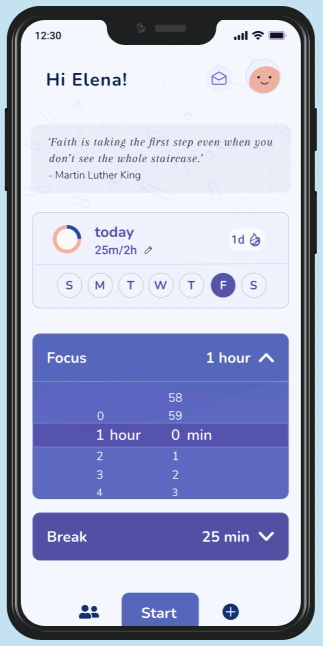 12:30
Hi Elena!
'Faith is taking the first step even when you
don't see the whole staircase.'
- Martin Luther King
today
25m/2h
1d
S M T W T F S
Focus 1 hour
58
0 59
1 hour 0 min
2 1
3 2
4 3
Break 25 min
Start